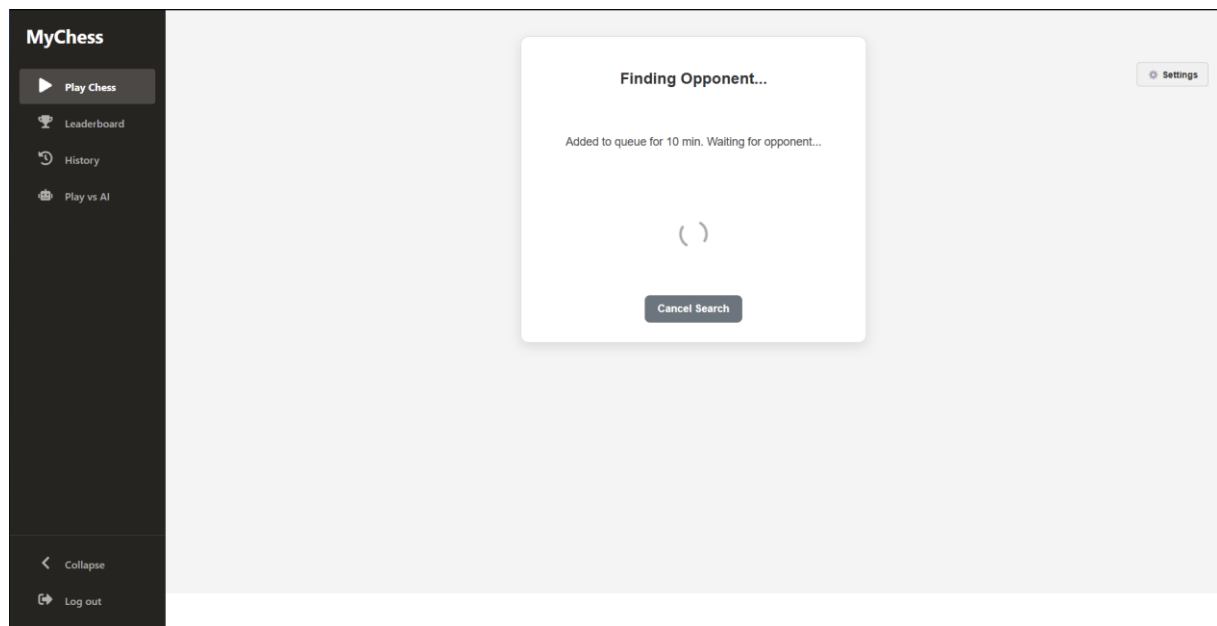 MyChess
Play Chess
Leaderboard
History
Play vs AI
Collapse
Log out
Finding Opponent...
Added to queue for 10 min. Waiting for opponent...
Cancel Search
Settings